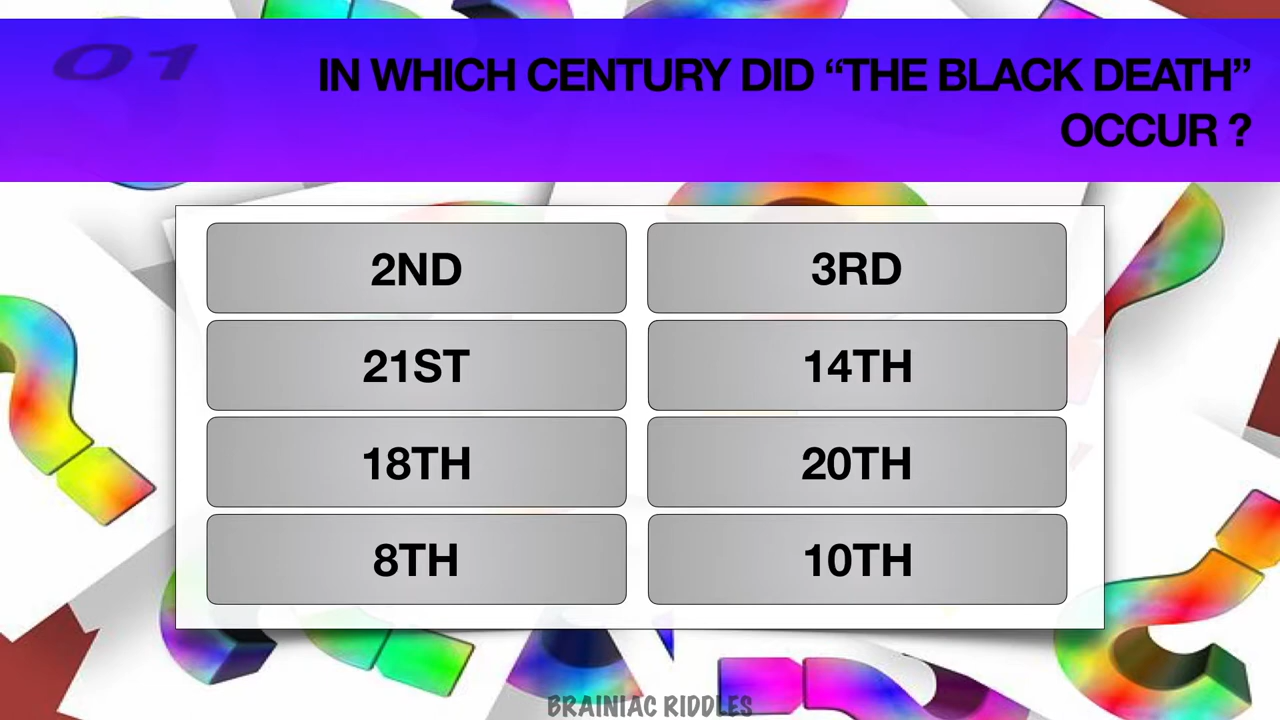 01
IN WHICH CENTURY DID “THE BLACK DEATH”
OCCUR ?
2ND
3RD
21ST
14TH
18TH
20TH
8TH
10TH
BRAINIAC RIDDLES